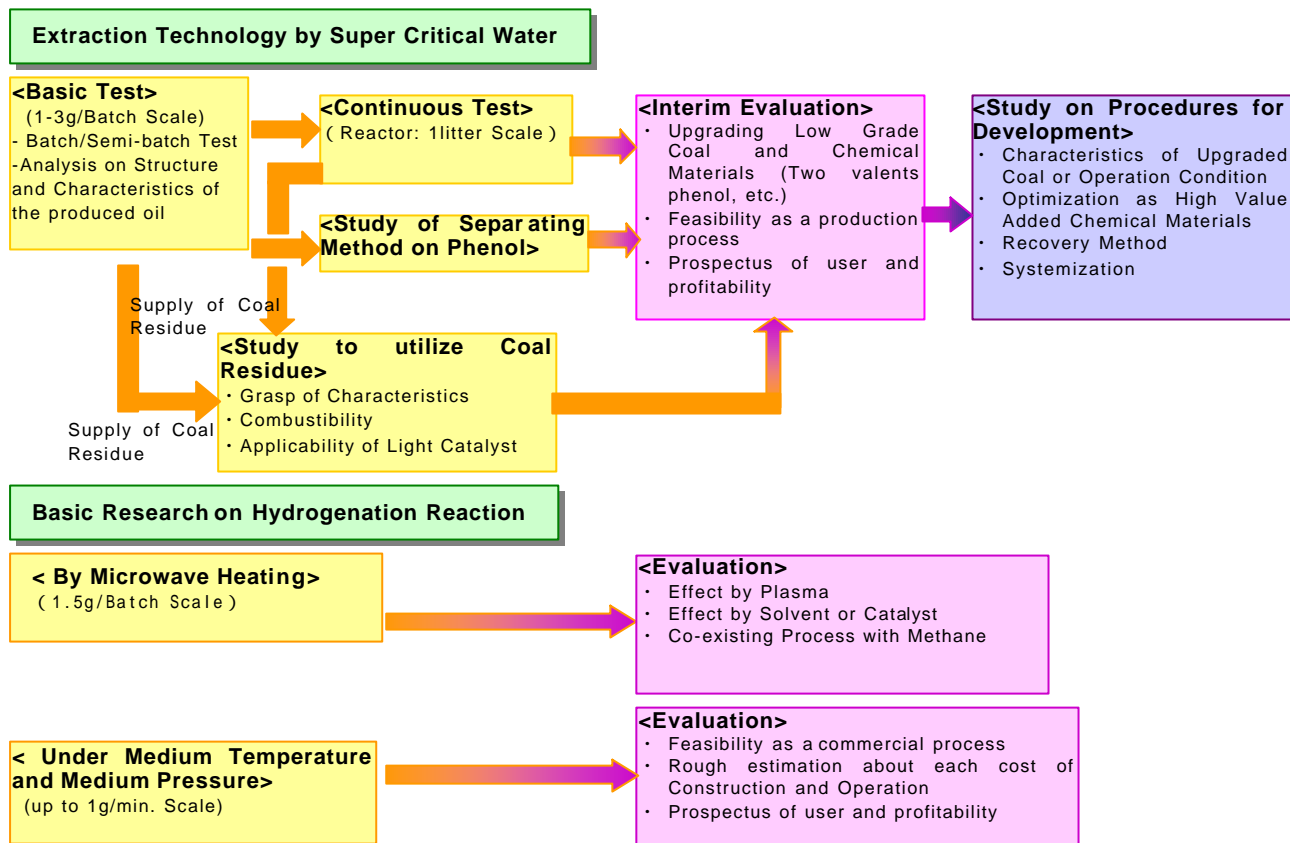 Extraction Technology by Super Critical Water
<Basic Test>
(1-3g/Batch Scale)
- Batch/Semi-batch Test
-Analysis on Structure
and Characteristics of
the produced oil
<Continuous Test>
(Reactor: 1litter Scale)
<Study of Separating
Method on Phenol>
Supply of Coal
Residue
<Study to utilize Coal
Residue>
・Grasp of Characteristics
・Combustibility
・Applicability of Light Catalyst
Supply of Coal
Residue
<Interim Evaluation>
・ Upgrading Low Grade
Coal and Chemical
Materials (Two valents
phenol, etc.)
・ Feasibility as a production
process
・ Prospectus of user and
profitability
<Study on Procedures for
Development>
・ Characteristics of Upgraded
Coal or Operation Condition
・ Optimization as High Value
Added Chemical Materials
・ Recovery Method
・ Systemization
Basic Research on Hydrogenation Reaction
< By Microwave Heating>
(1.5g/Batch Scale)
<Evaluation>
・ Effect by Plasma
・ Effect by Solvent or Catalyst
・ Co-existing Process with Methane
< Under Medium Temperature
and Medium Pressure>
(up to 1g/min. Scale)
<Evaluation>
・ Feasibility as a commercial process
・ Rough estimation about each cost of
Construction and Operation
・ Prospectus of user and profitability